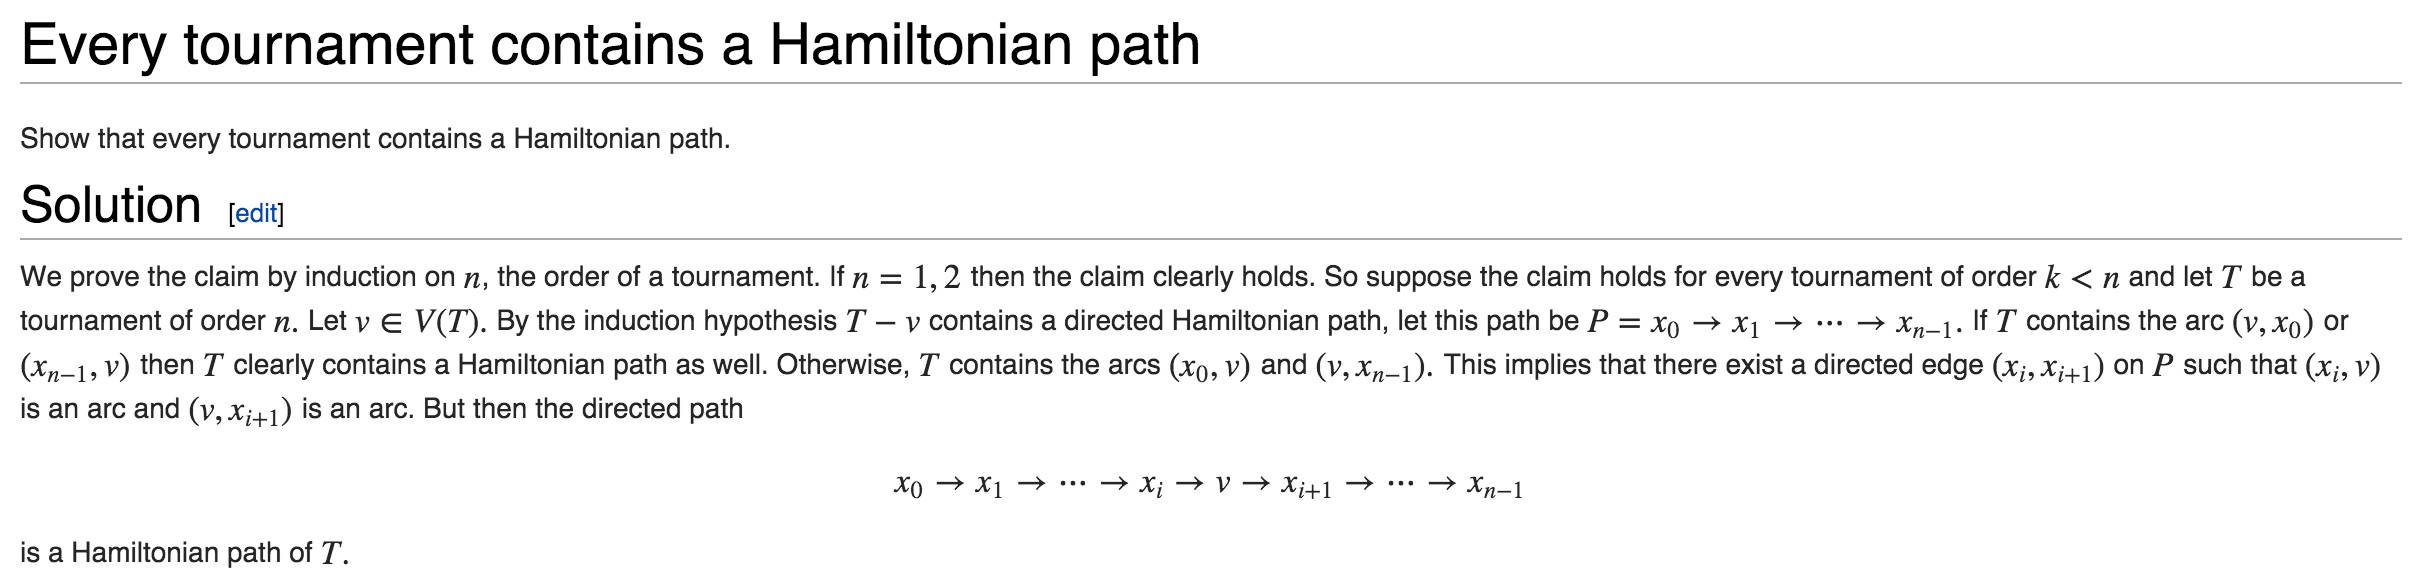 Every tournament contains a Hamiltonian path
Show that every tournament contains a Hamiltonian path.
Solution [edit]
We prove the claim by induction on n, the order of a tournament. If n = 1, 2 then the claim clearly holds. So suppose the claim holds for every tournament of order k < n and let T be a
tournament of order n. Let v ∈ V(T). By the induction hypothesis T − v contains a directed Hamiltonian path, let this path be P = x₀ → x₁ → ⋯ → xₙ₋₁. If T contains the arc (v, x₀) or
(xₙ₋₁, v) then T clearly contains a Hamiltonian path as well. Otherwise, T contains the arcs (x₀, v) and (v, xₙ₋₁). This implies that there exist a directed edge (xᵢ, xᵢ₊₁) on P such that (xᵢ, v)
is an arc and (v, xᵢ₊₁) is an arc. But then the directed path
x₀ → x₁ → ⋯ → xᵢ → v → xᵢ₊₁ → ⋯ → xₙ₋₁
is a Hamiltonian path of T.